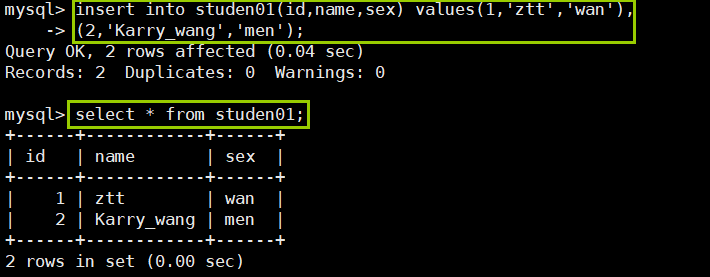 mysql> insert into studen01(id,name,sex) values(1,'ztt','wan'),
    -> (2,'Karry_wang','men');
Query OK, 2 rows affected (0.04 sec)
Records: 2  Duplicates: 0  Warnings: 0

mysql> select * from studen01;
+------+------------+------+
| id   | name       | sex  |
+------+------------+------+
|    1 | ztt        | wan  |
|    2 | Karry_wang | men  |
+------+------------+------+
2 rows in set (0.00 sec)